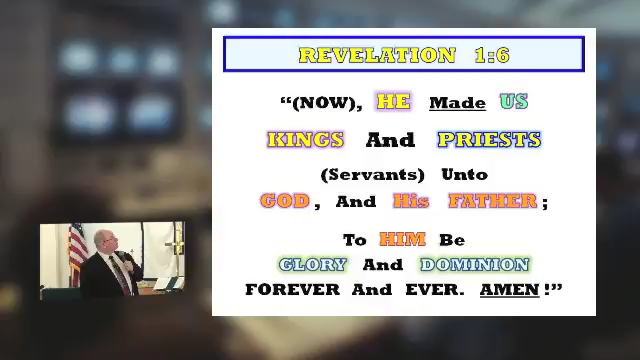 REVELATION 1:6
“(NOW), HE Made US
KINGS And PRIESTS
(Servants) Unto
GOD, And His FATHER;
To HIM Be
GLORY And DOMINION
FOREVER And EVER. AMEN!”